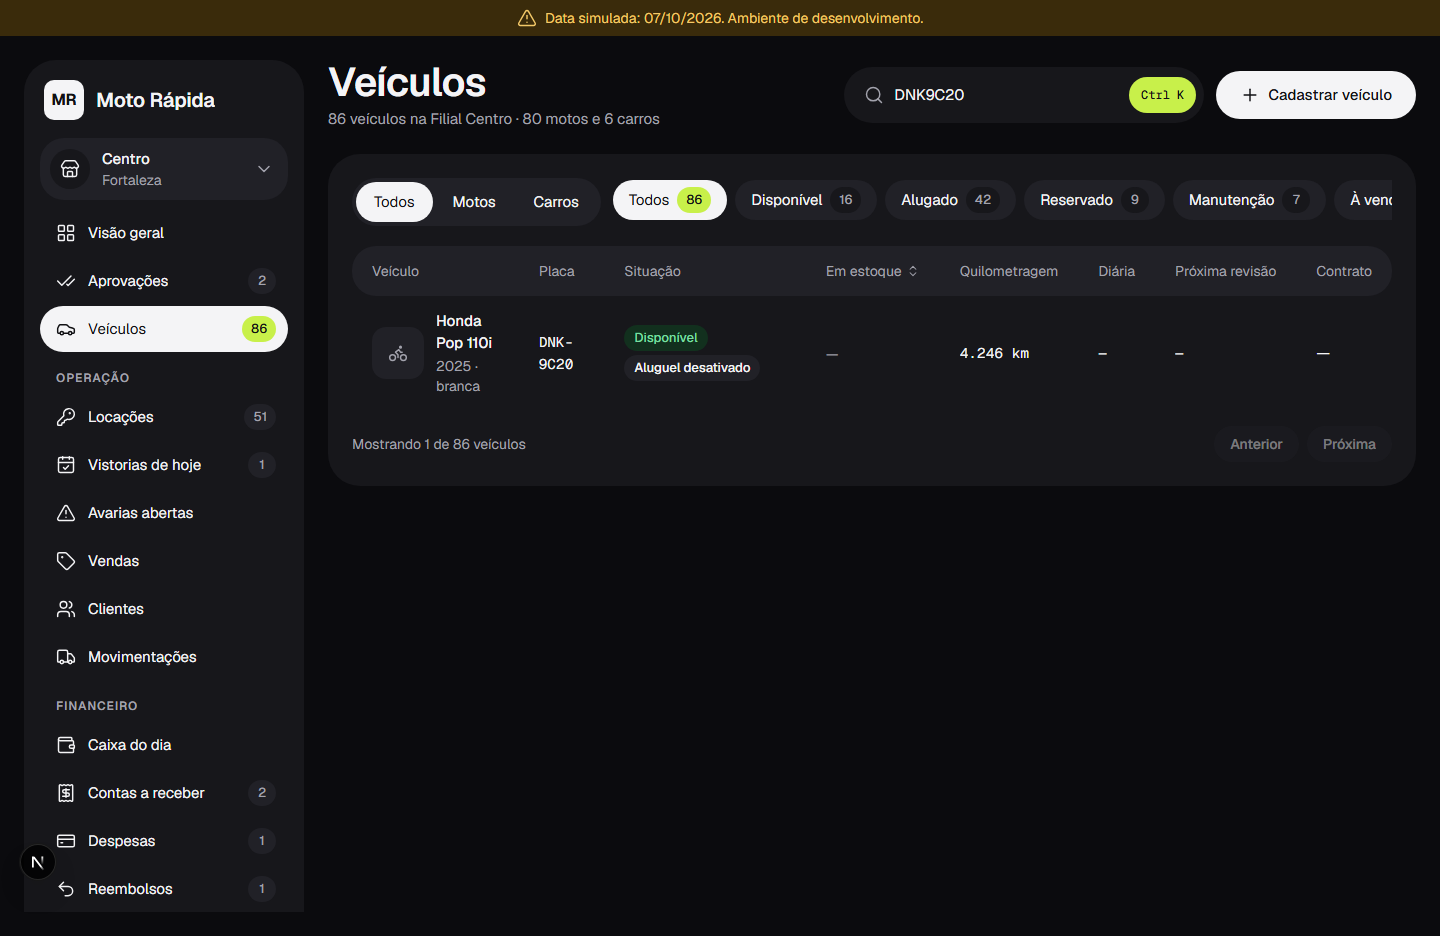 Data simulada: 07/10/2026. Ambiente de desenvolvimento.
MR Moto Rápida
Centro
Fortaleza
Visão geral
Aprovações 2
Veículos 86
OPERAÇÃO
Locações 51
Vistorias de hoje 1
Avarias abertas
Vendas
Clientes
Movimentações
FINANCEIRO
Caixa do dia
Contas a receber 2
Despesas 1
N
Reembolsos 1
Veículos
86 veículos na Filial Centro · 80 motos e 6 carros
DNK9C20 Ctrl K
Cadastrar veículo
Todos Motos Carros
Todos 86 Disponível 16 Alugado 42 Reservado 9 Manutenção 7 À venc
Veículo Placa Situação Em estoque Quilometragem Diária Próxima revisão Contrato
Honda
Pop 110i
2025 ·
branca
DNK-
9C20
Disponível
Aluguel desativado
— 4.246 km – – —
Mostrando 1 de 86 veículos
Anterior Próxima